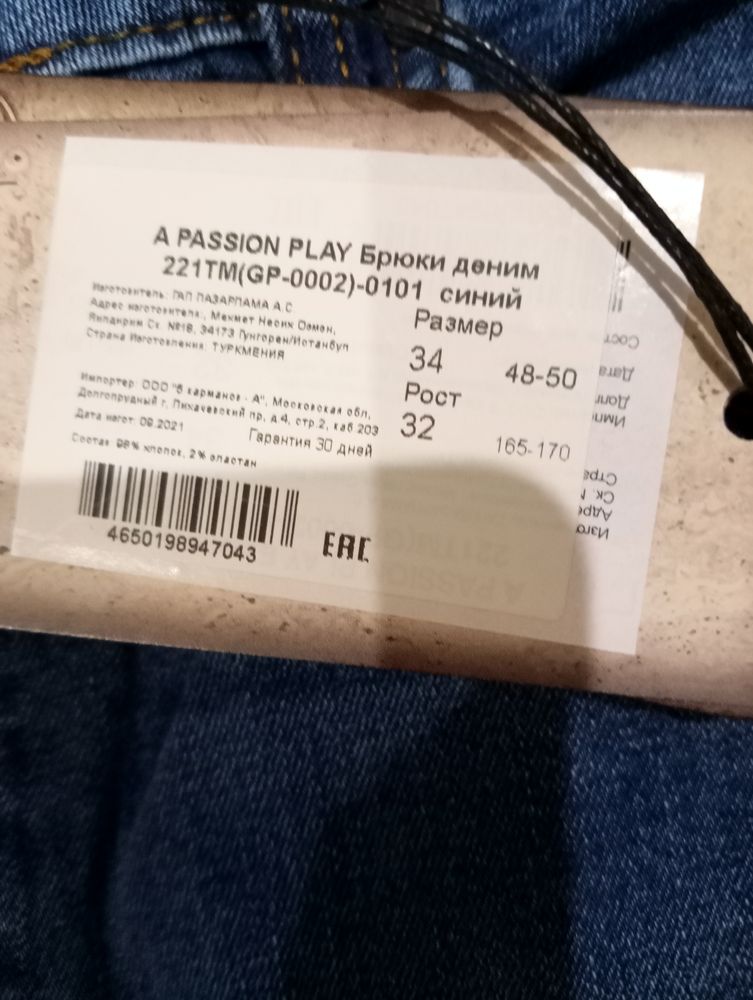 A PASSION PLAY Брюки деним
221TM(GP-0002)-0101 синий
Изготовитель: ГАП ПАЗАРЛАМА А.С.
Адрес изготовителя: , Мехмет Несих Озмен,
Яилдирим Ск. №18, 34173 Гунгорен/Истанбул
Страна Изготовления: ТУРКМЕНИЯ
Размер
34 48-50
Рост
32 165-170
Импортер: ООО "6 карманов - А", Московская обл,
Долгопрудный г, Лихачевский пр, д.4, стр.2, каб 203
Дата изгот: 09.2021
Гарантия 30 дней
Состав: 98% хлопок, 2% эластан
4650198947043
EAC